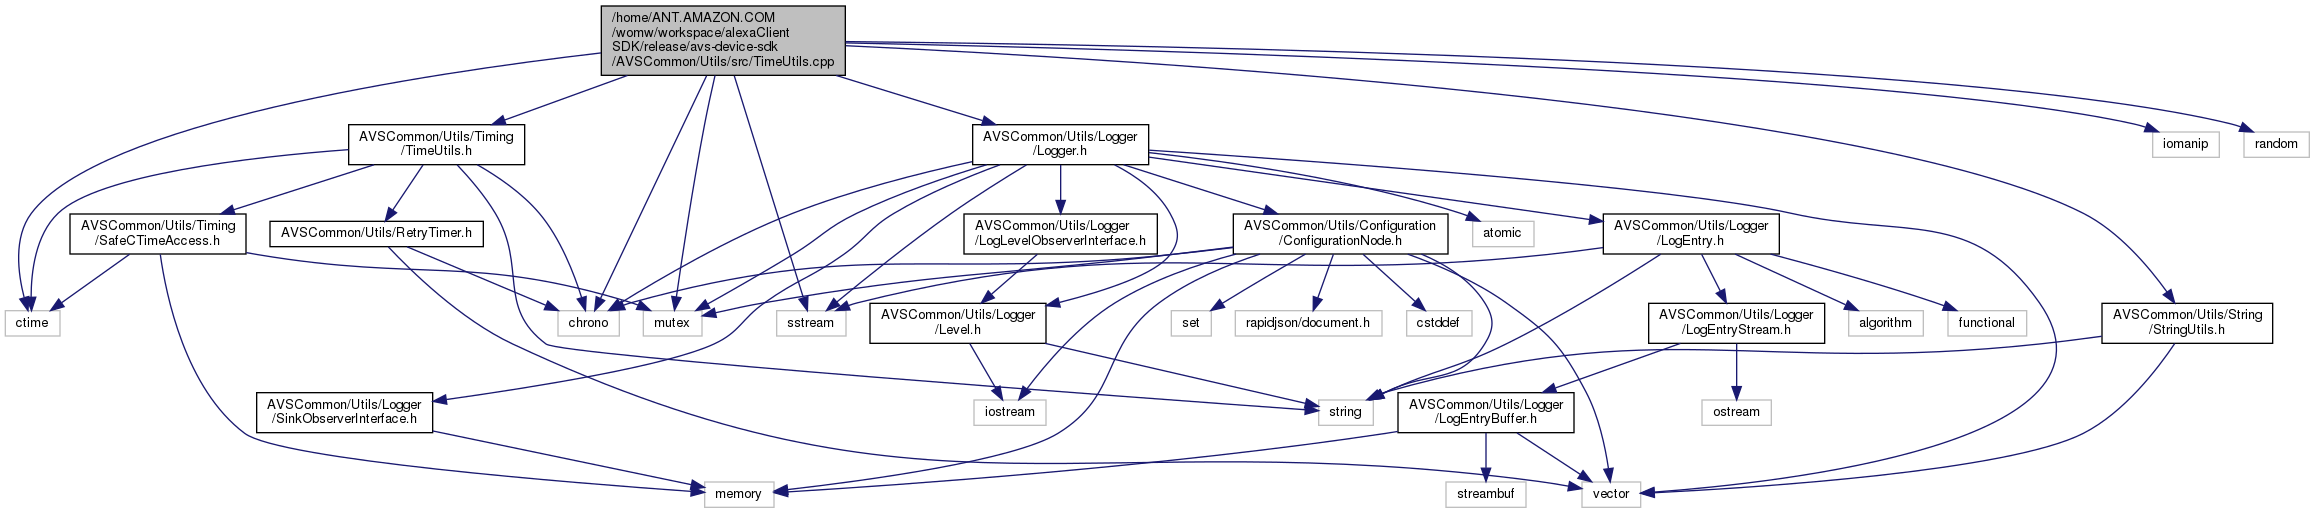 /home/ANT.AMAZON.COM
/womw/workspace/alexaClient
SDK/release/avs-device-sdk
/AVSCommon/Utils/src/TimeUtils.cpp
AVSCommon/Utils/Timing
/TimeUtils.h
AVSCommon/Utils/Logger
/Logger.h
iomanip
random
AVSCommon/Utils/Timing
/SafeCTimeAccess.h
AVSCommon/Utils/RetryTimer.h
AVSCommon/Utils/Logger
/LogLevelObserverInterface.h
AVSCommon/Utils/Configuration
/ConfigurationNode.h
atomic
AVSCommon/Utils/Logger
/LogEntry.h
ctime
chrono
mutex
sstream
AVSCommon/Utils/Logger
/Level.h
set
rapidjson/document.h
cstddef
AVSCommon/Utils/Logger
/LogEntryStream.h
algorithm
functional
AVSCommon/Utils/String
/StringUtils.h
AVSCommon/Utils/Logger
/SinkObserverInterface.h
iostream
string
AVSCommon/Utils/Logger
/LogEntryBuffer.h
ostream
memory
streambuf
vector